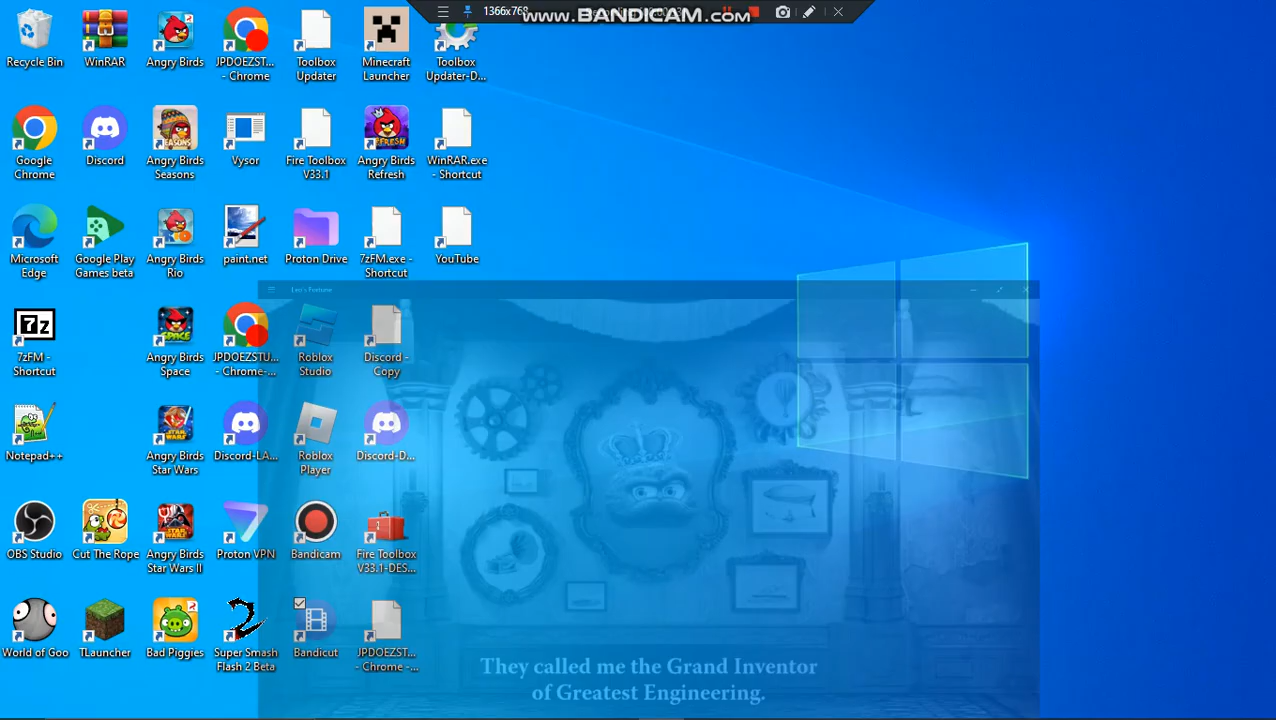 1366x768
www.BANDICAM.com
Recycle Bin
WinRAR
Angry Birds
JPDOEZST...
- Chrome
Toolbox
Updater
Minecraft
Launcher
Toolbox
Updater-D...
Google
Chrome
Discord
Angry Birds
Seasons
Vysor
Fire Toolbox
V33.1
Angry Birds
Refresh
WinRAR.exe
- Shortcut
Microsoft
Edge
Google Play
Games beta
Angry Birds
Rio
paint.net
Proton Drive
7zFM.exe -
Shortcut
YouTube
7zFM -
Shortcut
Angry Birds
Space
JPDOEZSTU...
- Chrome-...
Roblox
Studio
Discord -
Copy
Notepad++
Angry Birds
Star Wars
Discord-LA...
Roblox
Player
Discord-D...
OBS Studio
Cut The Rope
Angry Birds
Star Wars II
Proton VPN
Bandicam
Fire Toolbox
V33.1-DES...
World of Goo
TLauncher
Bad Piggies
Super Smash
Flash 2 Beta
Bandicut
JPDOEZST...
- Chrome -...
They called me the Grand Inventor
of Greatest Engineering.